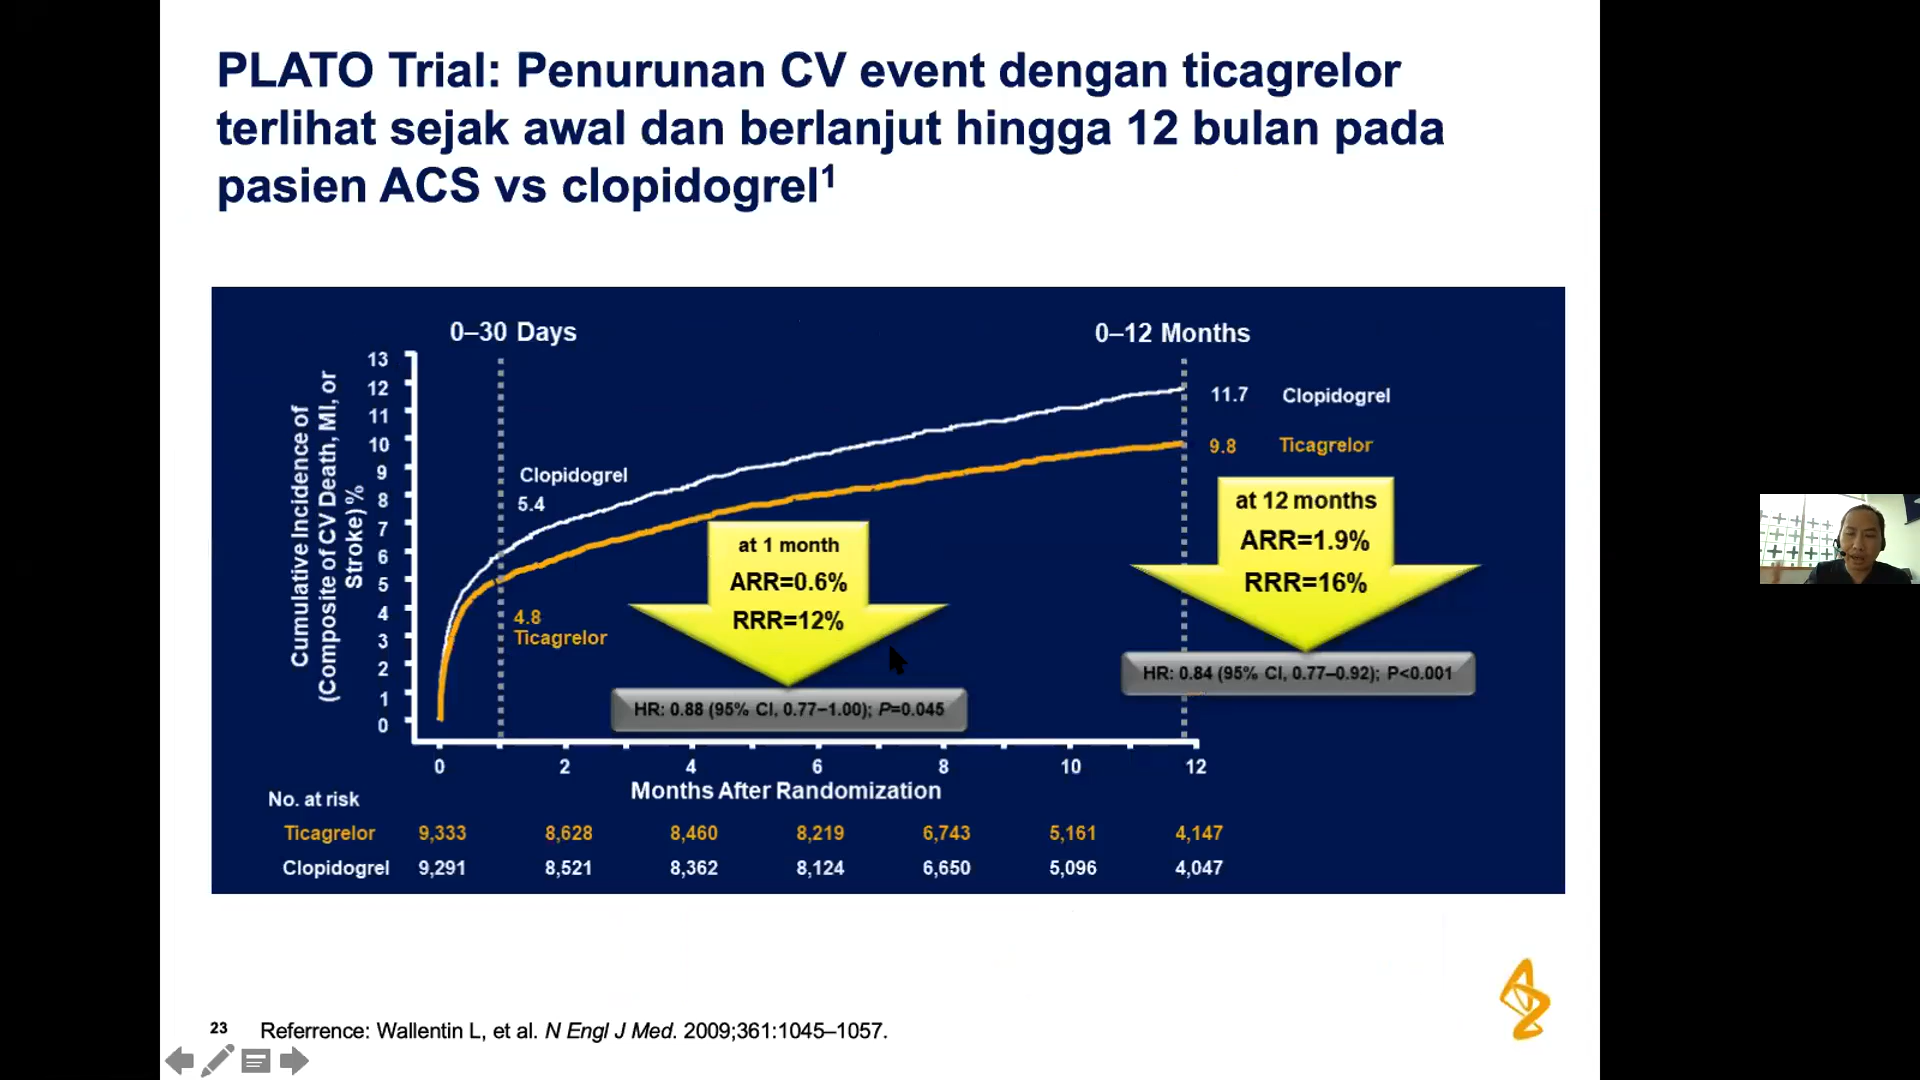 PLATO Trial: Penurunan CV event dengan ticagrelor
terlihat sejak awal dan berlanjut hingga 12 bulan pada
pasien ACS vs clopidogrel¹
0–30 Days
0–12 Months
Cumulative Incidence of
(Composite of CV Death, MI, or
Stroke) %
13
12
11
10
9
8
7
6
5
4
3
2
1
0
Clopidogrel
5.4
4.8
Ticagrelor
11.7 Clopidogrel
9.8 Ticagrelor
at 1 month
ARR=0.6%
RRR=12%
HR: 0.88 (95% CI, 0.77–1.00); P=0.045
at 12 months
ARR=1.9%
RRR=16%
HR: 0.84 (95% CI, 0.77–0.92); P<0.001
0 2 4 6 8 10 12
Months After Randomization
No. at risk
Ticagrelor 9,333 8,628 8,460 8,219 6,743 5,161 4,147
Clopidogrel 9,291 8,521 8,362 8,124 6,650 5,096 4,047
23 Referrence: Wallentin L, et al. N Engl J Med. 2009;361:1045–1057.